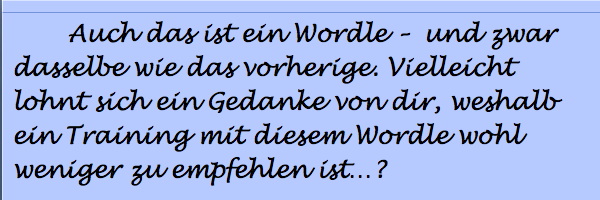 Auch das ist ein Wordle – und zwar
dasselbe wie das vorherige. Vielleicht
lohnt sich ein Gedanke von dir, weshalb
ein Training mit diesem Wordle wohl
weniger zu empfehlen ist...?